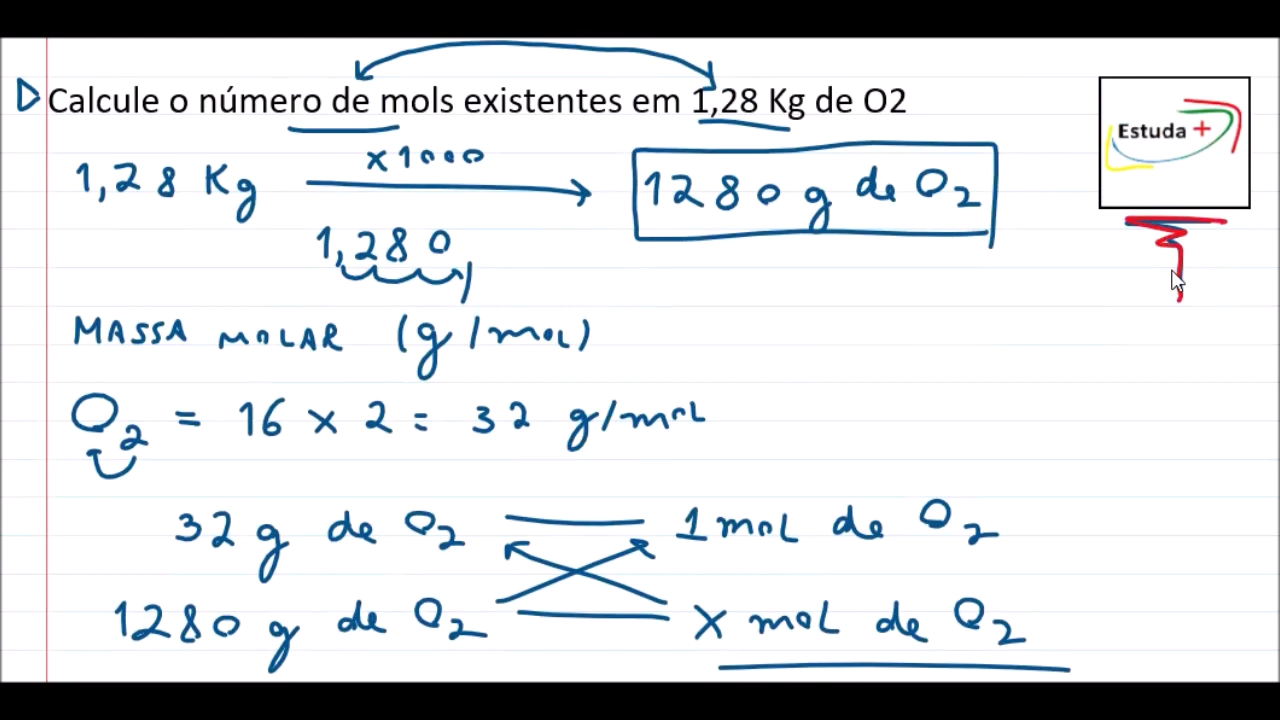 Calcule o número de mols existentes em 1,28 Kg de O2
Estuda +
x1000
1,28 Kg 1280 g de O2
1,280
MASSA MOLAR (g/mol)
O2 = 16 x 2 = 32 g/mol
32 g de O2 1 mol de O2
1280 g de O2 x mol de O2